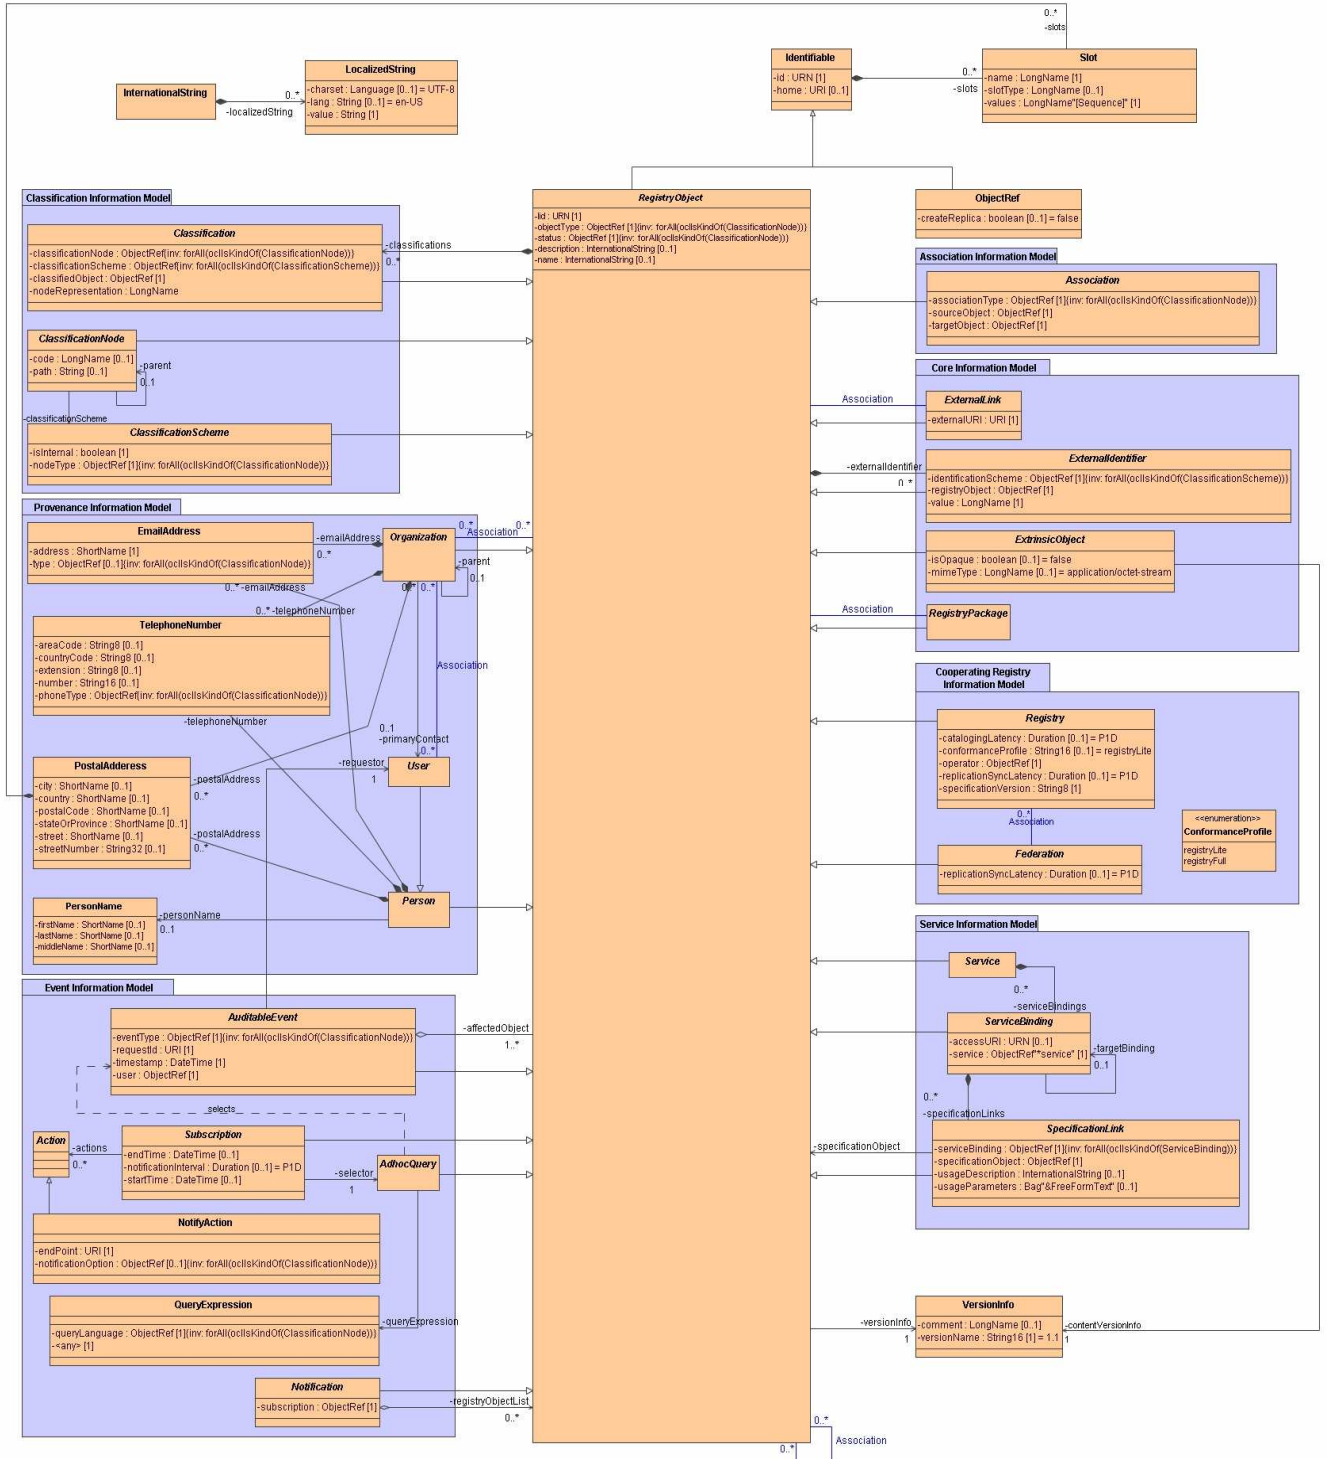 0..*
-slots
InternationalString
0..*
-localizedString
LocalizedString
-charset : Language [0..1] = UTF-8
-lang : String [0..1] = en-US
-value : String [1]
Identifiable
-id : URN [1]
-home : URI [0..1]
0..*
-slots
Slot
-name : LongName [1]
-slotType : LongName [0..1]
-values : LongName"[Sequence]" [1]
Classification Information Model
Classification
-classificationNode : ObjectRef{inv: forAll(oclIsKindOf(ClassificationNode))}
-classificationScheme : ObjectRef{inv: forAll(oclIsKindOf(ClassificationScheme))}
-classifiedObject : ObjectRef [1]
-nodeRepresentation : LongName
-classifications
0..*
ClassificationNode
-code : LongName [0..1]
-path : String [0..1]
-parent
0..1
-classificationScheme
ClassificationScheme
-isInternal : boolean [1]
-nodeType : ObjectRef [1]{inv: forAll(oclIsKindOf(ClassificationNode))}
RegistryObject
-lid : URN [1]
-objectType : ObjectRef [1]{inv: forAll(oclIsKindOf(ClassificationNode))}
-status : ObjectRef [1]{inv: forAll(oclIsKindOf(ClassificationNode))}
-description : InternationalString [0..1]
-name : InternationalString [0..1]
ObjectRef
-createReplica : boolean [0..1] = false
Association Information Model
Association
-associationType : ObjectRef [1]{inv: forAll(oclIsKindOf(ClassificationNode))}
-sourceObject : ObjectRef [1]
-targetObject : ObjectRef [1]
Core Information Model
Association
ExternalLink
-externalURI : URI [1]
-externalIdentifier
0..*
ExternalIdentifier
-identificationScheme : ObjectRef [1]{inv: forAll(oclIsKindOf(ClassificationScheme))}
-registryObject : ObjectRef [1]
-value : LongName [1]
ExtrinsicObject
-isOpaque : boolean [0..1] = false
-mimeType : LongName [0..1] = application/octet-stream
Association
RegistryPackage
Provenance Information Model
EmailAddress
-address : ShortName [1]
-type : ObjectRef [0..1]{inv: forAll(oclIsKindOf(ClassificationNode)}
-emailAddress
0..*
Organization
0..*
0..*
Association
-parent
0..1
0..* -emailAddress
0..*
0..*
0..* -telephoneNumber
TelephoneNumber
-areaCode : String8 [0..1]
-countryCode : String8 [0..1]
-extension : String8 [0..1]
-number : String16 [0..1]
-phoneType : ObjectRef{inv: forAll(oclIsKindOf(ClassificationNode))}
Association
-telephoneNumber
0..1
-primaryContact
0..*
PostalAdderess
-city : ShortName [0..1]
-country : ShortName [0..1]
-postalCode : ShortName [0..1]
-stateOrProvince : ShortName [0..1]
-street : ShortName [0..1]
-streetNumber : String32 [0..1]
-postalAddress
0..*
-requestor
1
User
-postalAddress
0..*
Person
PersonName
-firstName : ShortName [0..1]
-lastName : ShortName [0..1]
-middleName : ShortName [0..1]
-personName
0..1
Cooperating Registry
Information Model
Registry
-catalogingLatency : Duration [0..1] = P1D
-conformanceProfile : String16 [0..1] = registryLite
-operator : ObjectRef [1]
-replicationSyncLatency : Duration [0..1] = P1D
-specificationVersion : String8 [1]
0..*
Association
Federation
-replicationSyncLatency : Duration [0..1] = P1D
<<enumeration>>
ConformanceProfile
registryLite
registryFull
Service Information Model
Service
0..*
-serviceBindings
ServiceBinding
-accessURI : URN [0..1]
-service : ObjectRef"*service" [1]
-targetBinding
0..1
0..*
-specificationLinks
SpecificationLink
-serviceBinding : ObjectRef [1]{inv: forAll(oclIsKindOf(ServiceBinding))}
-specificationObject : ObjectRef [1]
-usageDescription : InternationalString [0..1]
-usageParameters : Bag"&FreeFormText" [0..1]
-specificationObject
Event Information Model
AuditableEvent
-eventType : ObjectRef [1]{inv: forAll(oclIsKindOf(ClassificationNode))}
-requestId : URI [1]
-timestamp : DateTime [1]
-user : ObjectRef [1]
-affectedObject
1..*
selects
Action
-actions
0..*
Subscription
-endTime : DateTime [0..1]
-notificationInterval : Duration [0..1] = P1D
-startTime : DateTime [0..1]
-selector
1
AdhocQuery
NotifyAction
-endPoint : URI [1]
-notificationOption : ObjectRef [0..1]{inv: forAll(oclIsKindOf(ClassificationNode))}
QueryExpression
-queryLanguage : ObjectRef [1]{inv: forAll(oclIsKindOf(ClassificationNode))}
-<any> [1]
-queryExpression
Notification
-subscription : ObjectRef [1]
-registryObjectList
0..*
-versionInfo
1
VersionInfo
-comment : LongName [0..1]
-versionName : String16 [1] = 1.1
-contentVersionInfo
1
0..*
Association
0..*